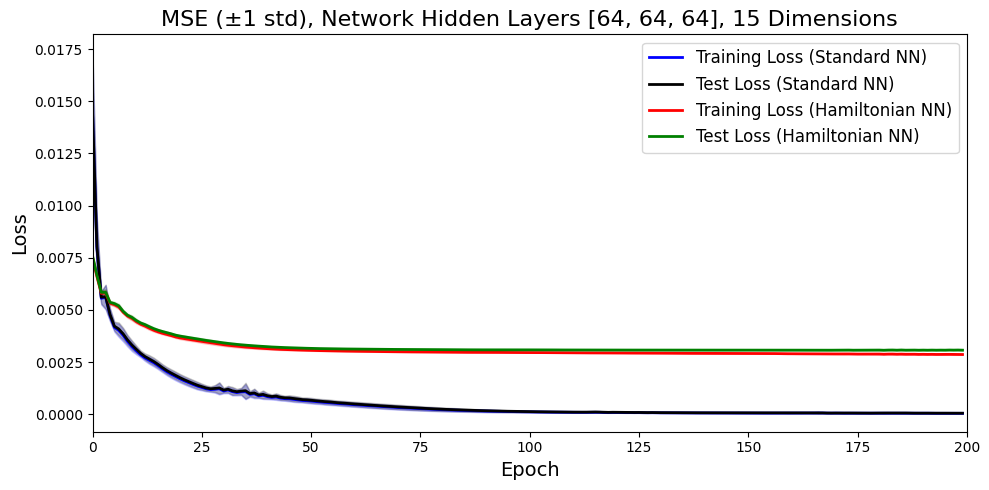 MSE (±1 std), Network Hidden Layers [64, 64, 64], 15 Dimensions
Training Loss (Standard NN)
Test Loss (Standard NN)
Training Loss (Hamiltonian NN)
Test Loss (Hamiltonian NN)
Loss
0.0175
0.0150
0.0125
0.0100
0.0075
0.0050
0.0025
0.0000
0 25 50 75 100 125 150 175 200
Epoch